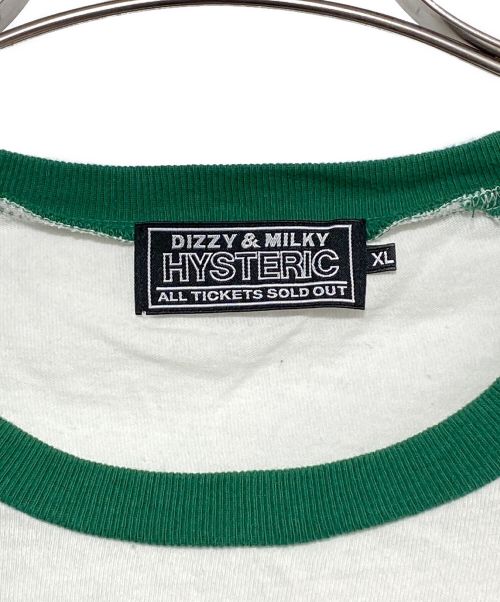 DIZZY & MILKY
HYSTERIC
ALL TICKETS SOLD OUT
XL